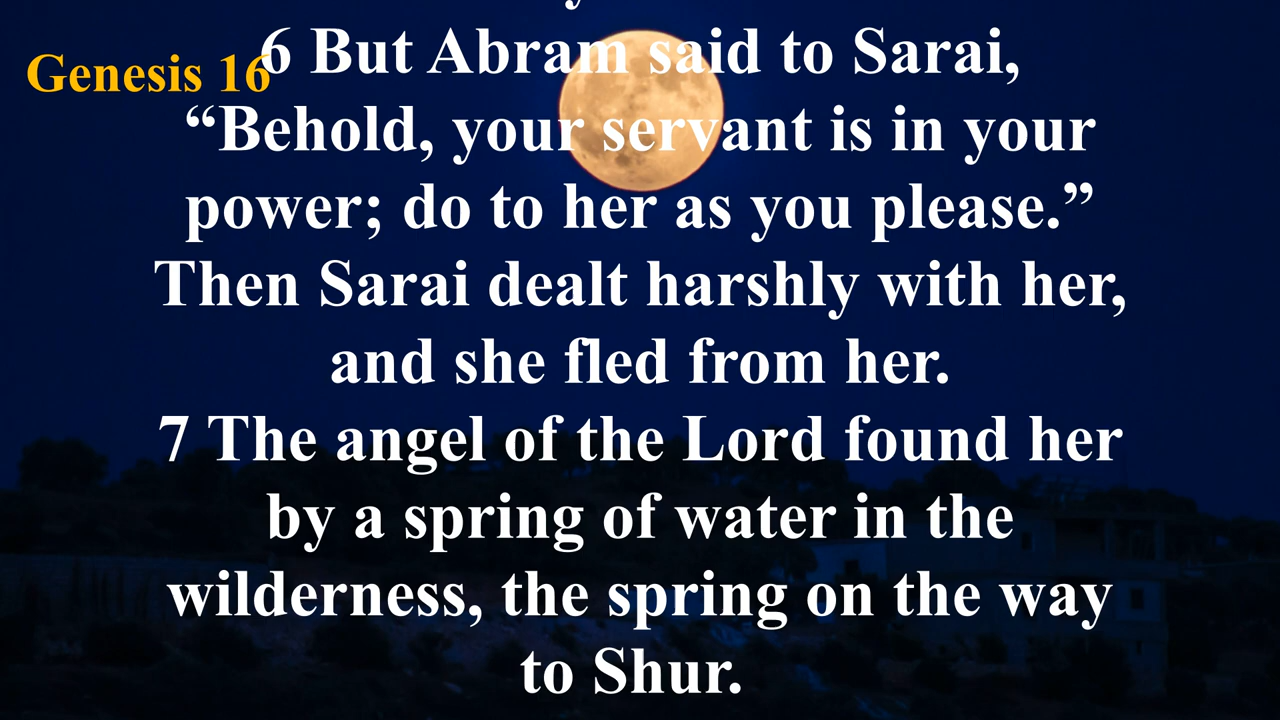 Genesis 16
6 But Abram said to Sarai,
“Behold, your servant is in your
power; do to her as you please.”
Then Sarai dealt harshly with her,
and she fled from her.
7 The angel of the Lord found her
by a spring of water in the
wilderness, the spring on the way
to Shur.